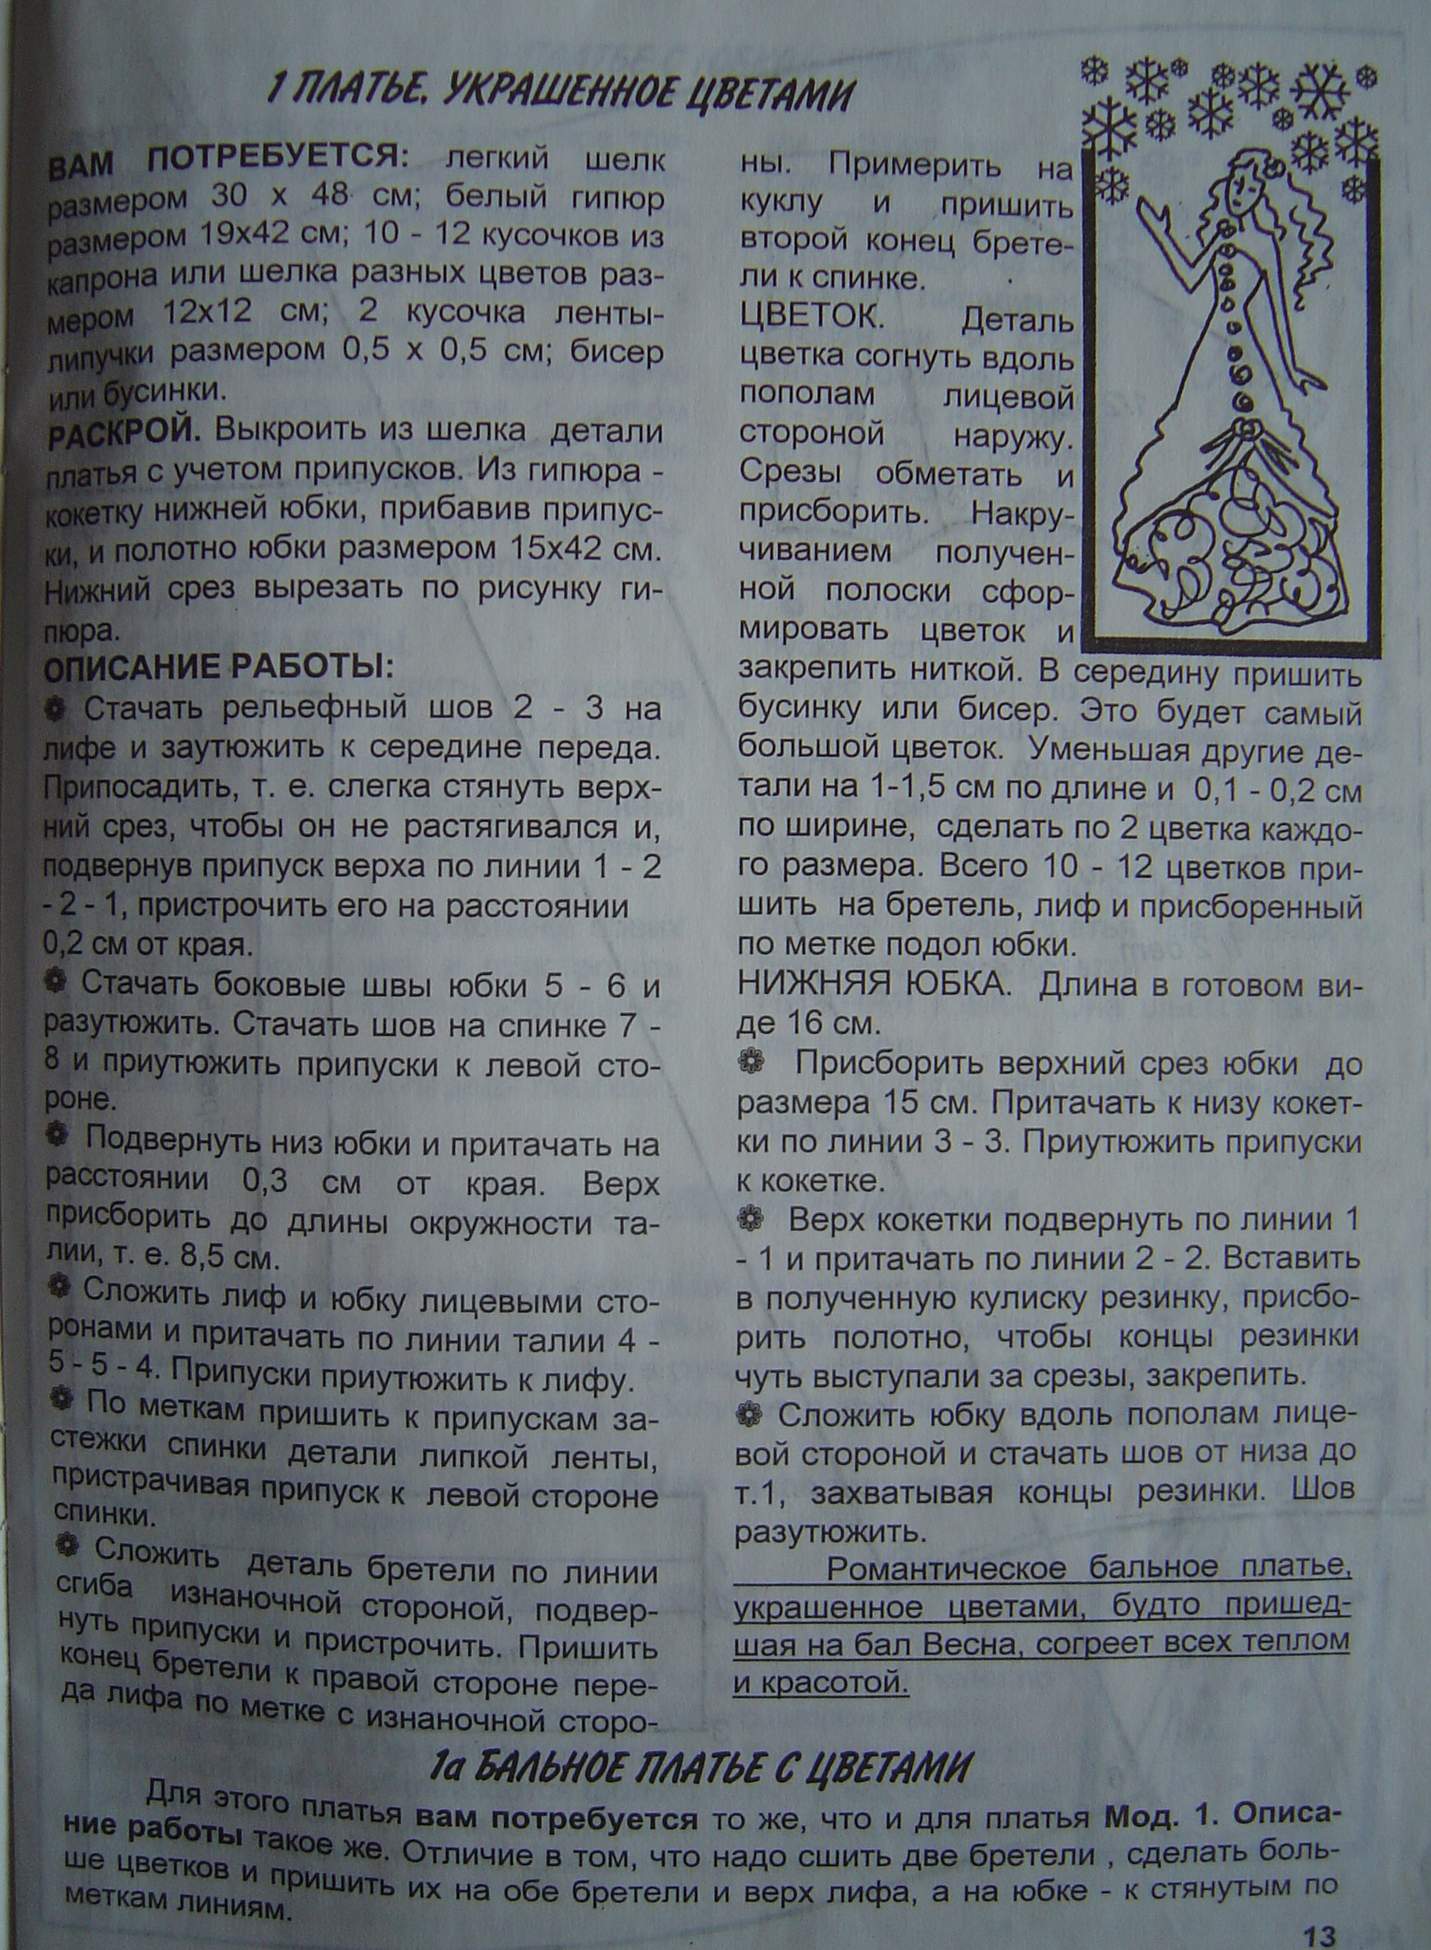 1 ПЛАТЬЕ, УКРАШЕННОЕ ЦВЕТАМИ
ВАМ ПОТРЕБУЕТСЯ: легкий шелк
размером 30 х 48 см; белый гипюр
размером 19х42 см; 10 - 12 кусочков из
капрона или шелка разных цветов раз-
мером 12х12 см; 2 кусочка ленты-
липучки размером 0,5 х 0,5 см; бисер
или бусинки.
РАСКРОЙ. Выкроить из шелка детали
платья с учетом припусков. Из гипюра -
кокетку нижней юбки, прибавив припус-
ки, и полотно юбки размером 15х42 см.
Нижний срез вырезать по рисунку ги-
пюра.
ОПИСАНИЕ РАБОТЫ:
Стачать рельефный шов 2 - 3 на
лифе и заутюжить к середине переда.
Припосадить, т. е. слегка стянуть верх-
ний срез, чтобы он не растягивался и,
подвернув припуск верха по линии 1 - 2
- 2 - 1, пристрочить его на расстоянии
0,2 см от края.
Стачать боковые швы юбки 5 - 6 и
разутюжить. Стачать шов на спинке 7 -
8 и приутюжить припуски к левой сто-
роне.
Подвернуть низ юбки и притачать на
расстоянии 0,3 см от края. Верх
присборить до длины окружности та-
лии, т. е. 8,5 см.
Сложить лиф и юбку лицевыми сто-
ронами и притачать по линии талии 4 -
5 - 5 - 4. Припуски приутюжить к лифу.
По меткам пришить к припускам за-
стежки спинки детали липкой ленты,
пристрачивая припуск к левой стороне
спинки.
Сложить деталь бретели по линии
сгиба изнаночной стороной, подвер-
нуть припуски и пристрочить. Пришить
конец бретели к правой стороне пере-
да лифа по метке с изнаночной сторо-
ны. Примерить на
куклу и пришить
второй конец брете-
ли к спинке.
ЦВЕТОК. Деталь
цветка согнуть вдоль
пополам лицевой
стороной наружу.
Срезы обметать и
присборить. Накру-
чиванием получен-
ной полоски сфор-
мировать цветок и
закрепить ниткой. В середину пришить
бусинку или бисер. Это будет самый
большой цветок. Уменьшая другие де-
тали на 1-1,5 см по длине и 0,1 - 0,2 см
по ширине, сделать по 2 цветка каждо-
го размера. Всего 10 - 12 цветков при-
шить на бретель, лиф и присборенный
по метке подол юбки.
НИЖНЯЯ ЮБКА. Длина в готовом ви-
де 16 см.
Присборить верхний срез юбки до
размера 15 см. Притачать к низу кокет-
ки по линии 3 - 3. Приутюжить припуски
к кокетке.
Верх кокетки подвернуть по линии 1
- 1 и притачать по линии 2 - 2. Вставить
в полученную кулиску резинку, присбо-
рить полотно, чтобы концы резинки
чуть выступали за срезы, закрепить.
Сложить юбку вдоль пополам лице-
вой стороной и стачать шов от низа до
т.1, захватывая концы резинки. Шов
разутюжить.
Романтическое бальное платье,
украшенное цветами, будто пришед-
шая на бал Весна, согреет всех теплом
и красотой.
1а БАЛЬНОЕ ПЛАТЬЕ С ЦВЕТАМИ
Для этого платья вам потребуется то же, что и для платья Мод. 1. Описа-
ние работы такое же. Отличие в том, что надо сшить две бретели , сделать боль-
ше цветков и пришить их на обе бретели и верх лифа, а на юбке - к стянутым по
меткам линиям.
13